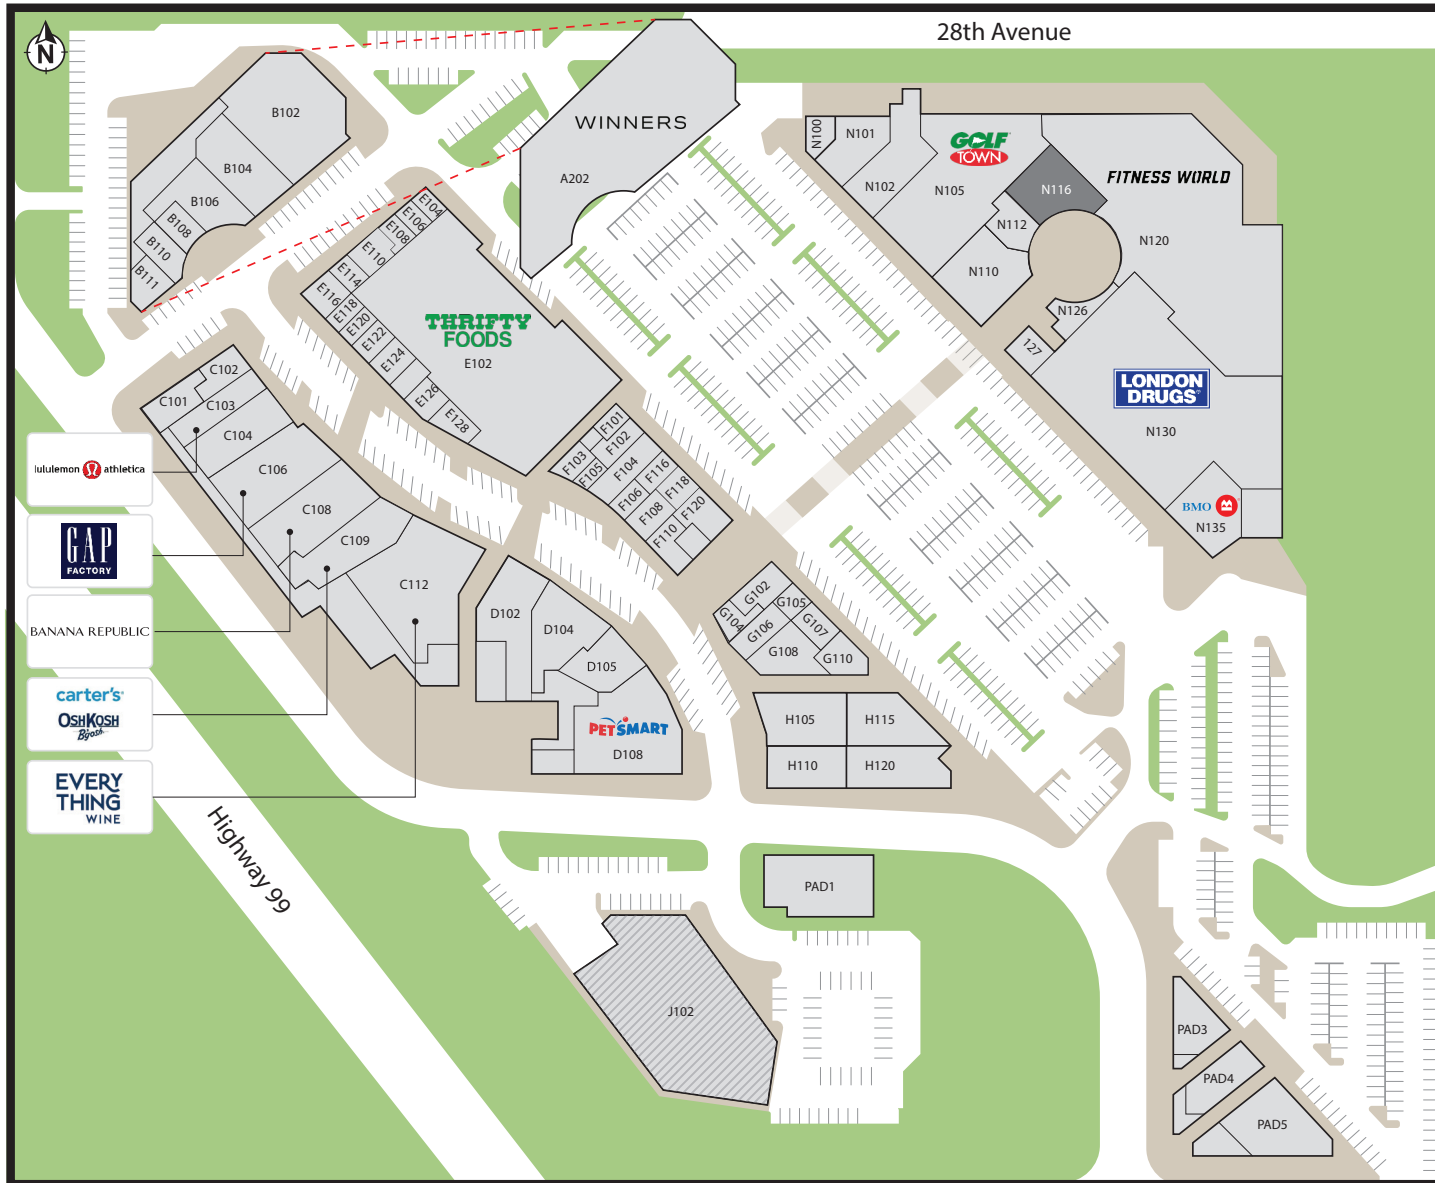 N
28th Avenue
WINNERS
A202
B102
B104
B106
B108
B110
B111
N100
N101
N102
GOLF
TOWN
N105
N116
N112
N110
FITNESS WORLD
N120
N126
127
LONDON
DRUGS
N130
BMO
N135
E104
E106
E108
E110
E114
E116
E118
E120
E122
E124
E126
E128
THRIFTY
FOODS
E102
C102
C101
C103
C104
C106
C108
C109
C112
lululemon athletica
GAP
FACTORY
BANANA REPUBLIC
carter's
OSHKOSH
B'gosh
EVERY
THING
WINE
F101
F102
F103
F105
F104
F116
F106
F118
F108
F120
F110
D102
D104
D105
PETSMART
D108
G102
G105
G104
G106
G107
G108
G110
H105
H115
H110
H120
Highway 99
PAD1
J102
PAD3
PAD4
PAD5